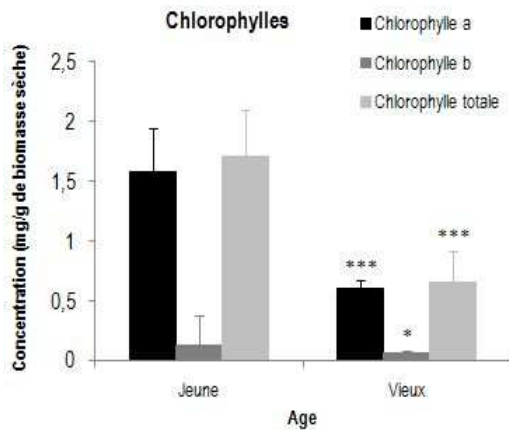 Chlorophylles
Chlorophylle a
Chlorophylle b
Chlorophylle totale
Concentration (mg/g de biomasse sèche)
2,5
2
1,5
1
0,5
0
***
*
***
Jeune
Vieux
Age